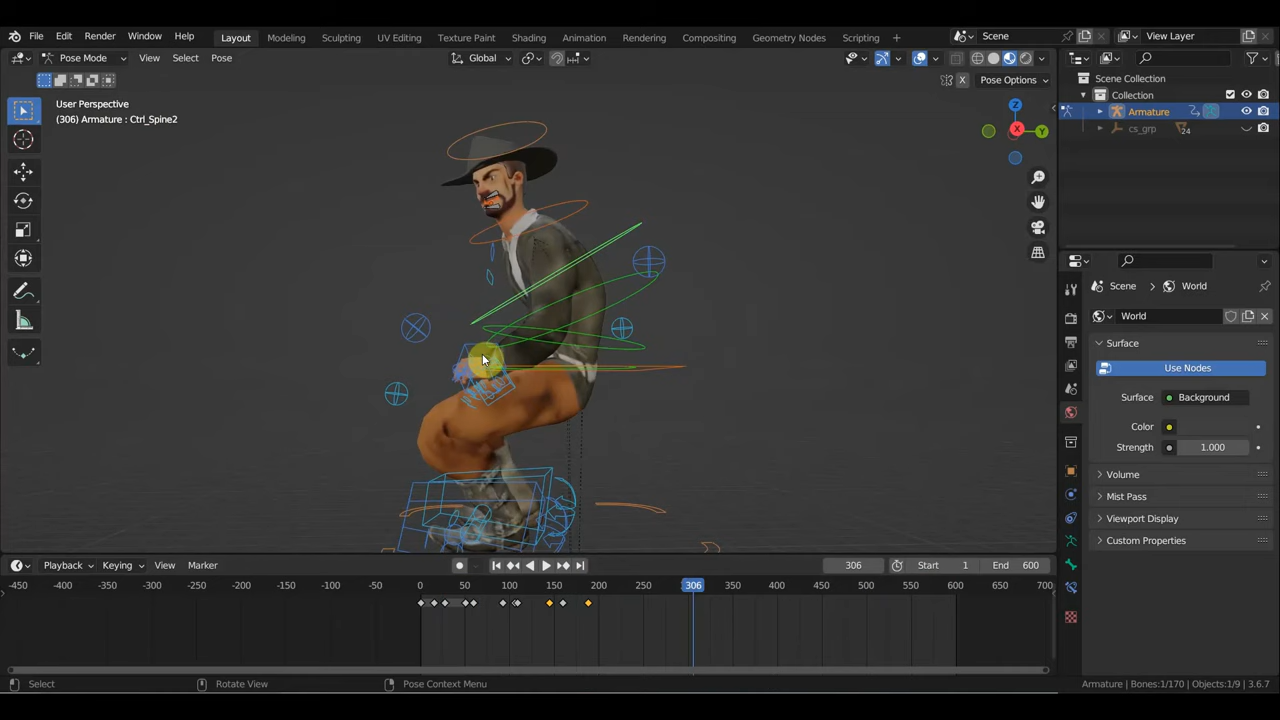 File Edit Render Window Help Layout Modeling Sculpting UV Editing Texture Paint Shading Animation Rendering Compositing Geometry Nodes Scripting + Scene View Layer
Pose Mode View Select Pose Global
X Pose Options
User Perspective
(306) Armature : Ctrl_Spine2
Z
Y
X
Scene Collection
Collection
Armature
cs_grp 24
Scene > World
World
Surface
Use Nodes
Surface Background
Color
Strength 1.000
Volume
Mist Pass
Viewport Display
Custom Properties
Playback Keying View Marker 306 Start 1 End 600
-450 -400 -350 -300 -250 -200 -150 -100 -50 0 50 100 150 200 250 306 350 400 450 500 550 600 650 700
Select Rotate View Pose Context Menu Armature | Bones:1/170 | Objects:1/9 | 3.6.7